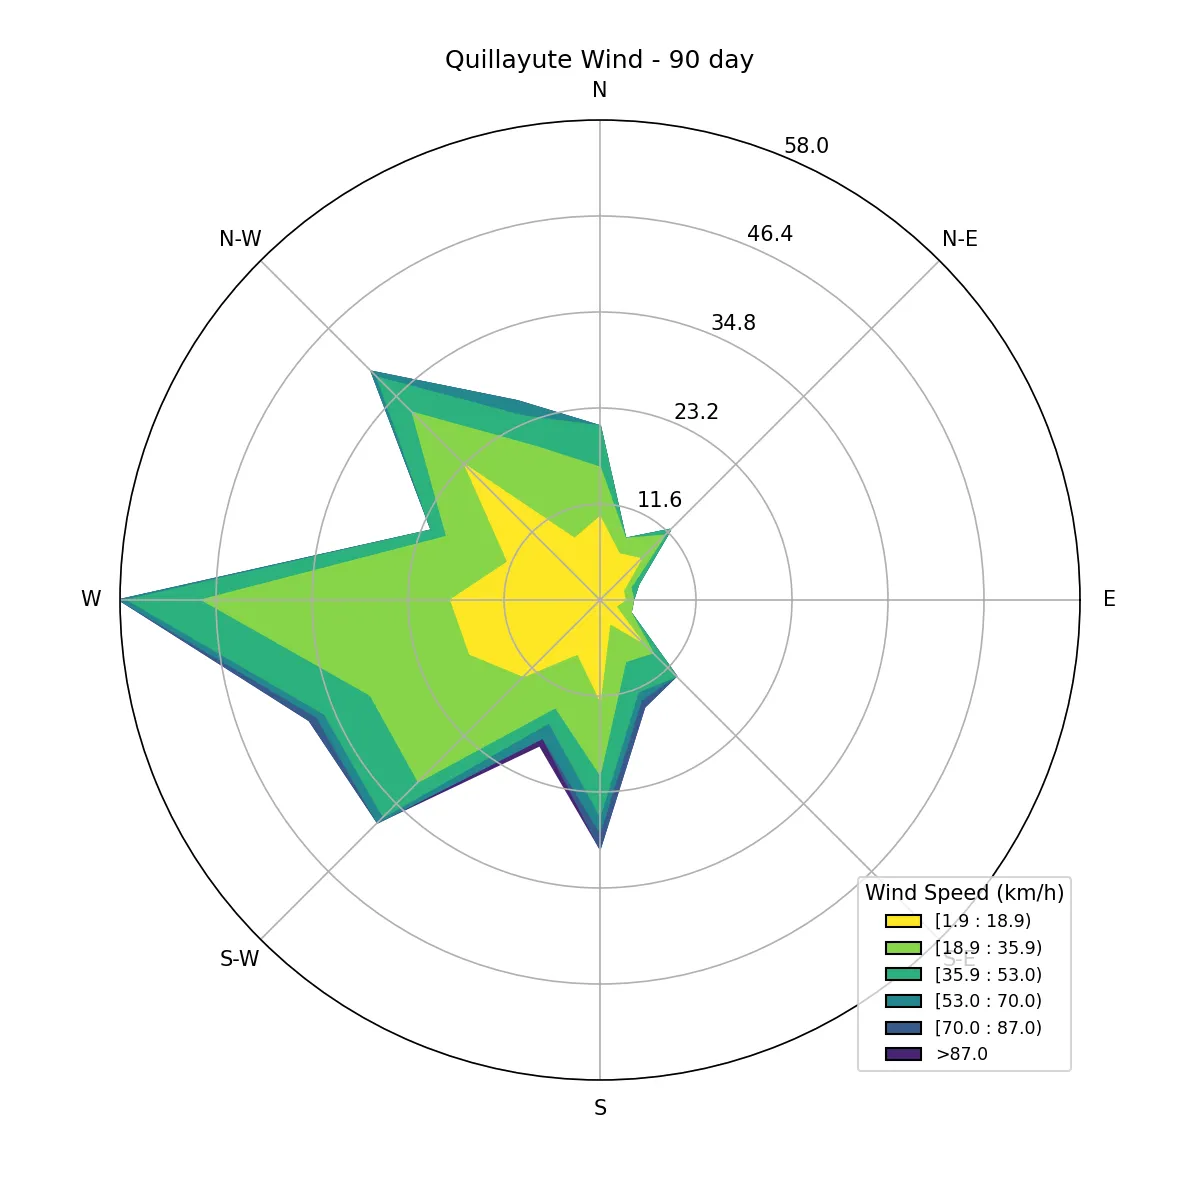 Quillayute Wind - 90 day
N
58.0
N-W
46.4
N-E
34.8
23.2
11.6
W
E
S-W
S-E
S
Wind Speed (km/h)
[1.9 : 18.9)
[18.9 : 35.9)
[35.9 : 53.0)
[53.0 : 70.0)
[70.0 : 87.0)
>87.0